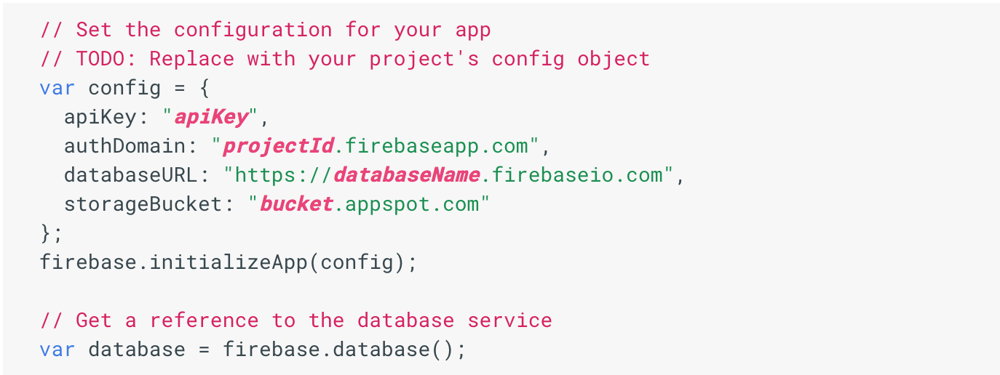 // Set the configuration for your app
// TODO: Replace with your project's config object
var config = {
  apiKey: "apiKey",
  authDomain: "projectId.firebaseapp.com",
  databaseURL: "https://databaseName.firebaseio.com",
  storageBucket: "bucket.appspot.com"
};
firebase.initializeApp(config);

// Get a reference to the database service
var database = firebase.database();